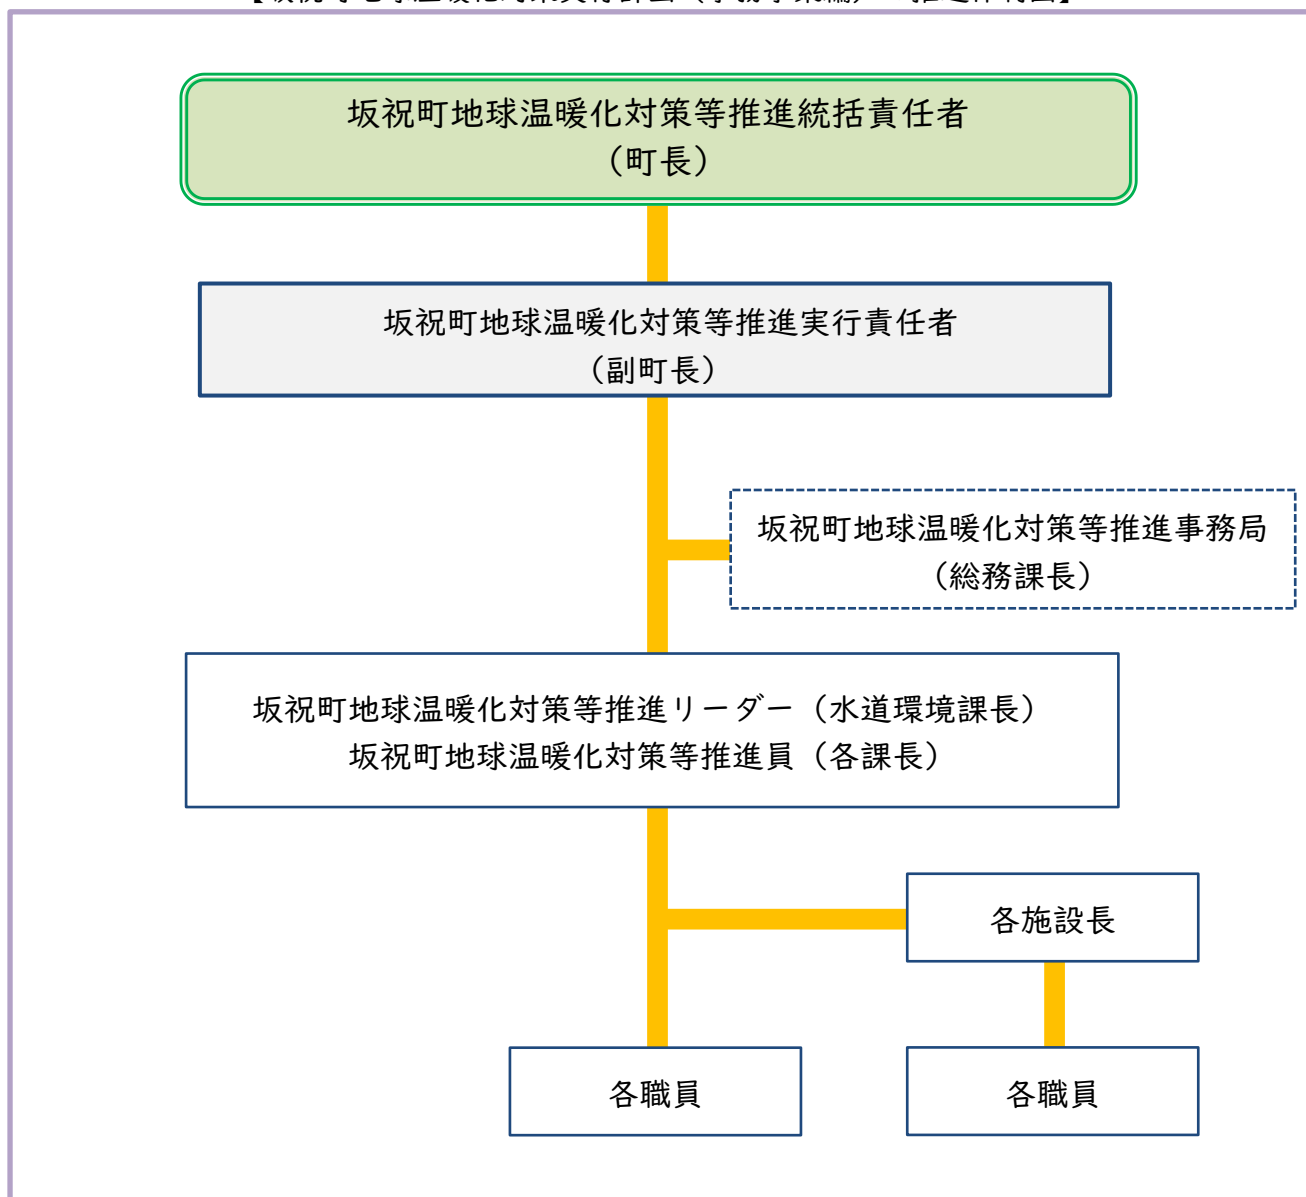 坂祝町地球温暖化対策等推進統括責任者
（町長）
坂祝町地球温暖化対策等推進実行責任者
（副町長）
坂祝町地球温暖化対策等推進事務局
（総務課長）
坂祝町地球温暖化対策等推進リーダー（水道環境課長）
坂祝町地球温暖化対策等推進員（各課長）
各施設長
各職員
各職員